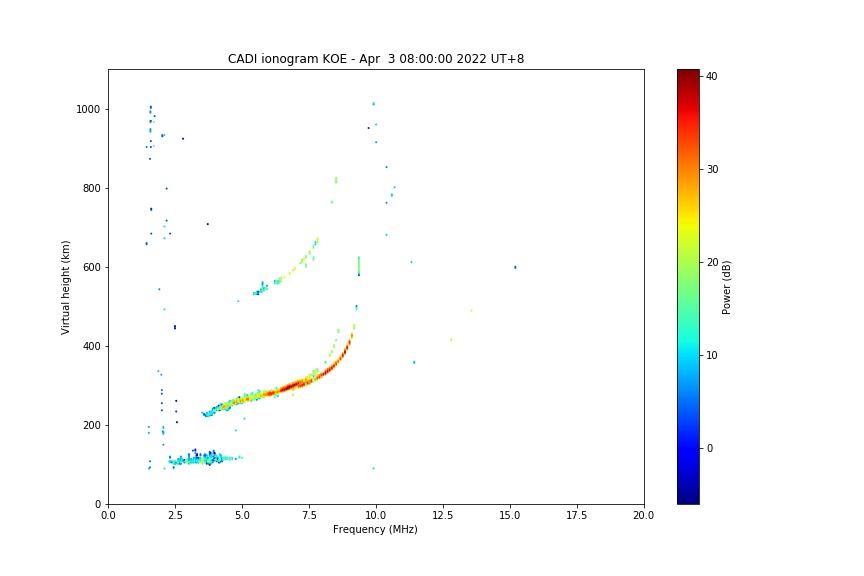 CADI ionogram KOE - Apr  3 08:00:00 2022 UT+8
1000
800
600
400
200
0
Virtual height (km)
0.0 2.5 5.0 7.5 10.0 12.5 15.0 17.5 20.0
Frequency (MHz)
40
30
20
10
0
Power (dB)